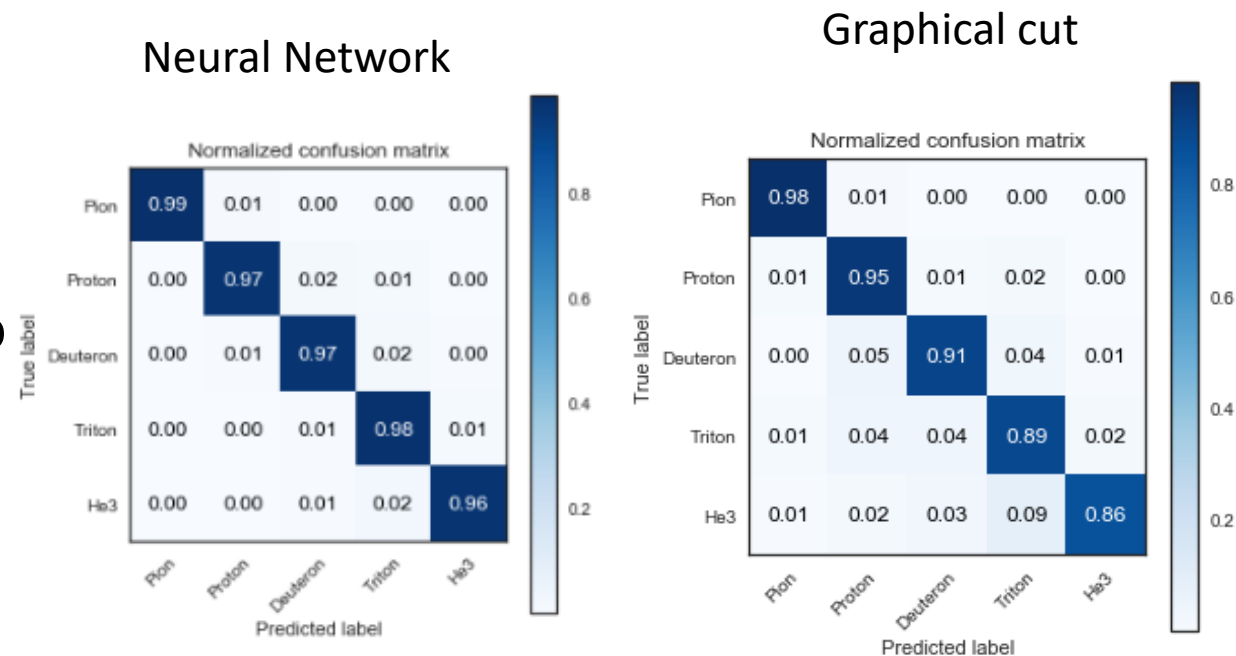 Neural Network
Normalized confusion matrix
True label
Pion 0.99 0.01 0.00 0.00 0.00
Proton 0.00 0.97 0.02 0.01 0.00
Deuteron 0.00 0.01 0.97 0.02 0.00
Triton 0.00 0.00 0.01 0.98 0.01
He3 0.00 0.00 0.01 0.02 0.96
Pion Proton Deuteron Triton He3
Predicted label
0.8
0.6
0.4
0.2
Graphical cut
Normalized confusion matrix
True label
Pion 0.98 0.01 0.00 0.00 0.00
Proton 0.01 0.95 0.01 0.02 0.00
Deuteron 0.00 0.05 0.91 0.04 0.01
Triton 0.01 0.04 0.04 0.89 0.02
He3 0.01 0.02 0.03 0.09 0.86
Pion Proton Deuteron Triton He3
Predicted label
0.8
0.6
0.4
0.2